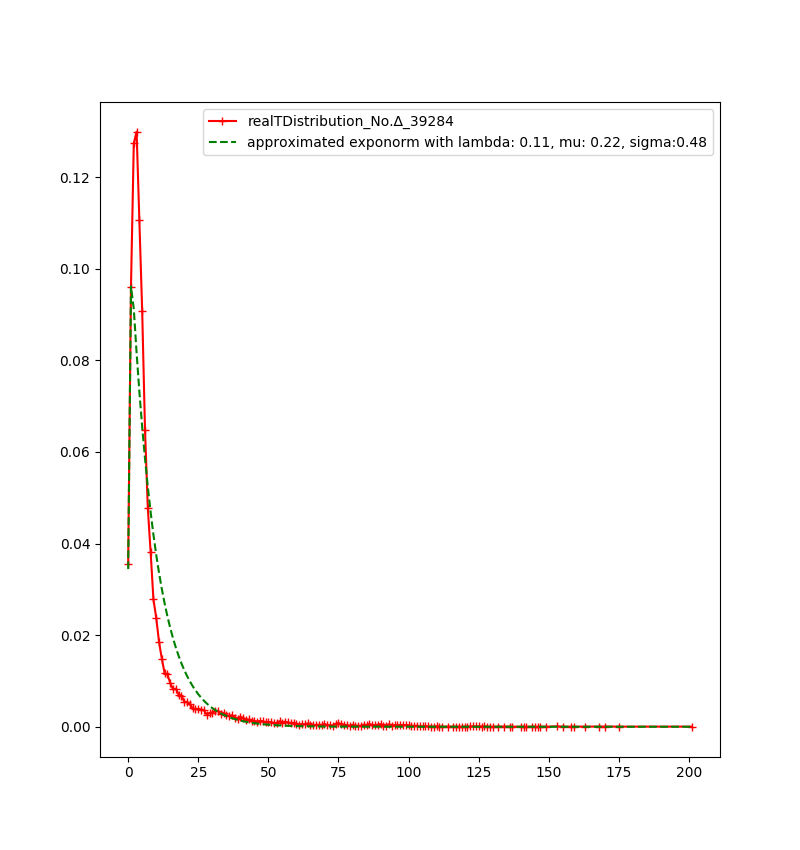 realTDistribution_No.Δ_39284
approximated exponorm with lambda: 0.11, mu: 0.22, sigma:0.48
0.12
0.10
0.08
0.06
0.04
0.02
0.00
0 25 50 75 100 125 150 175 200